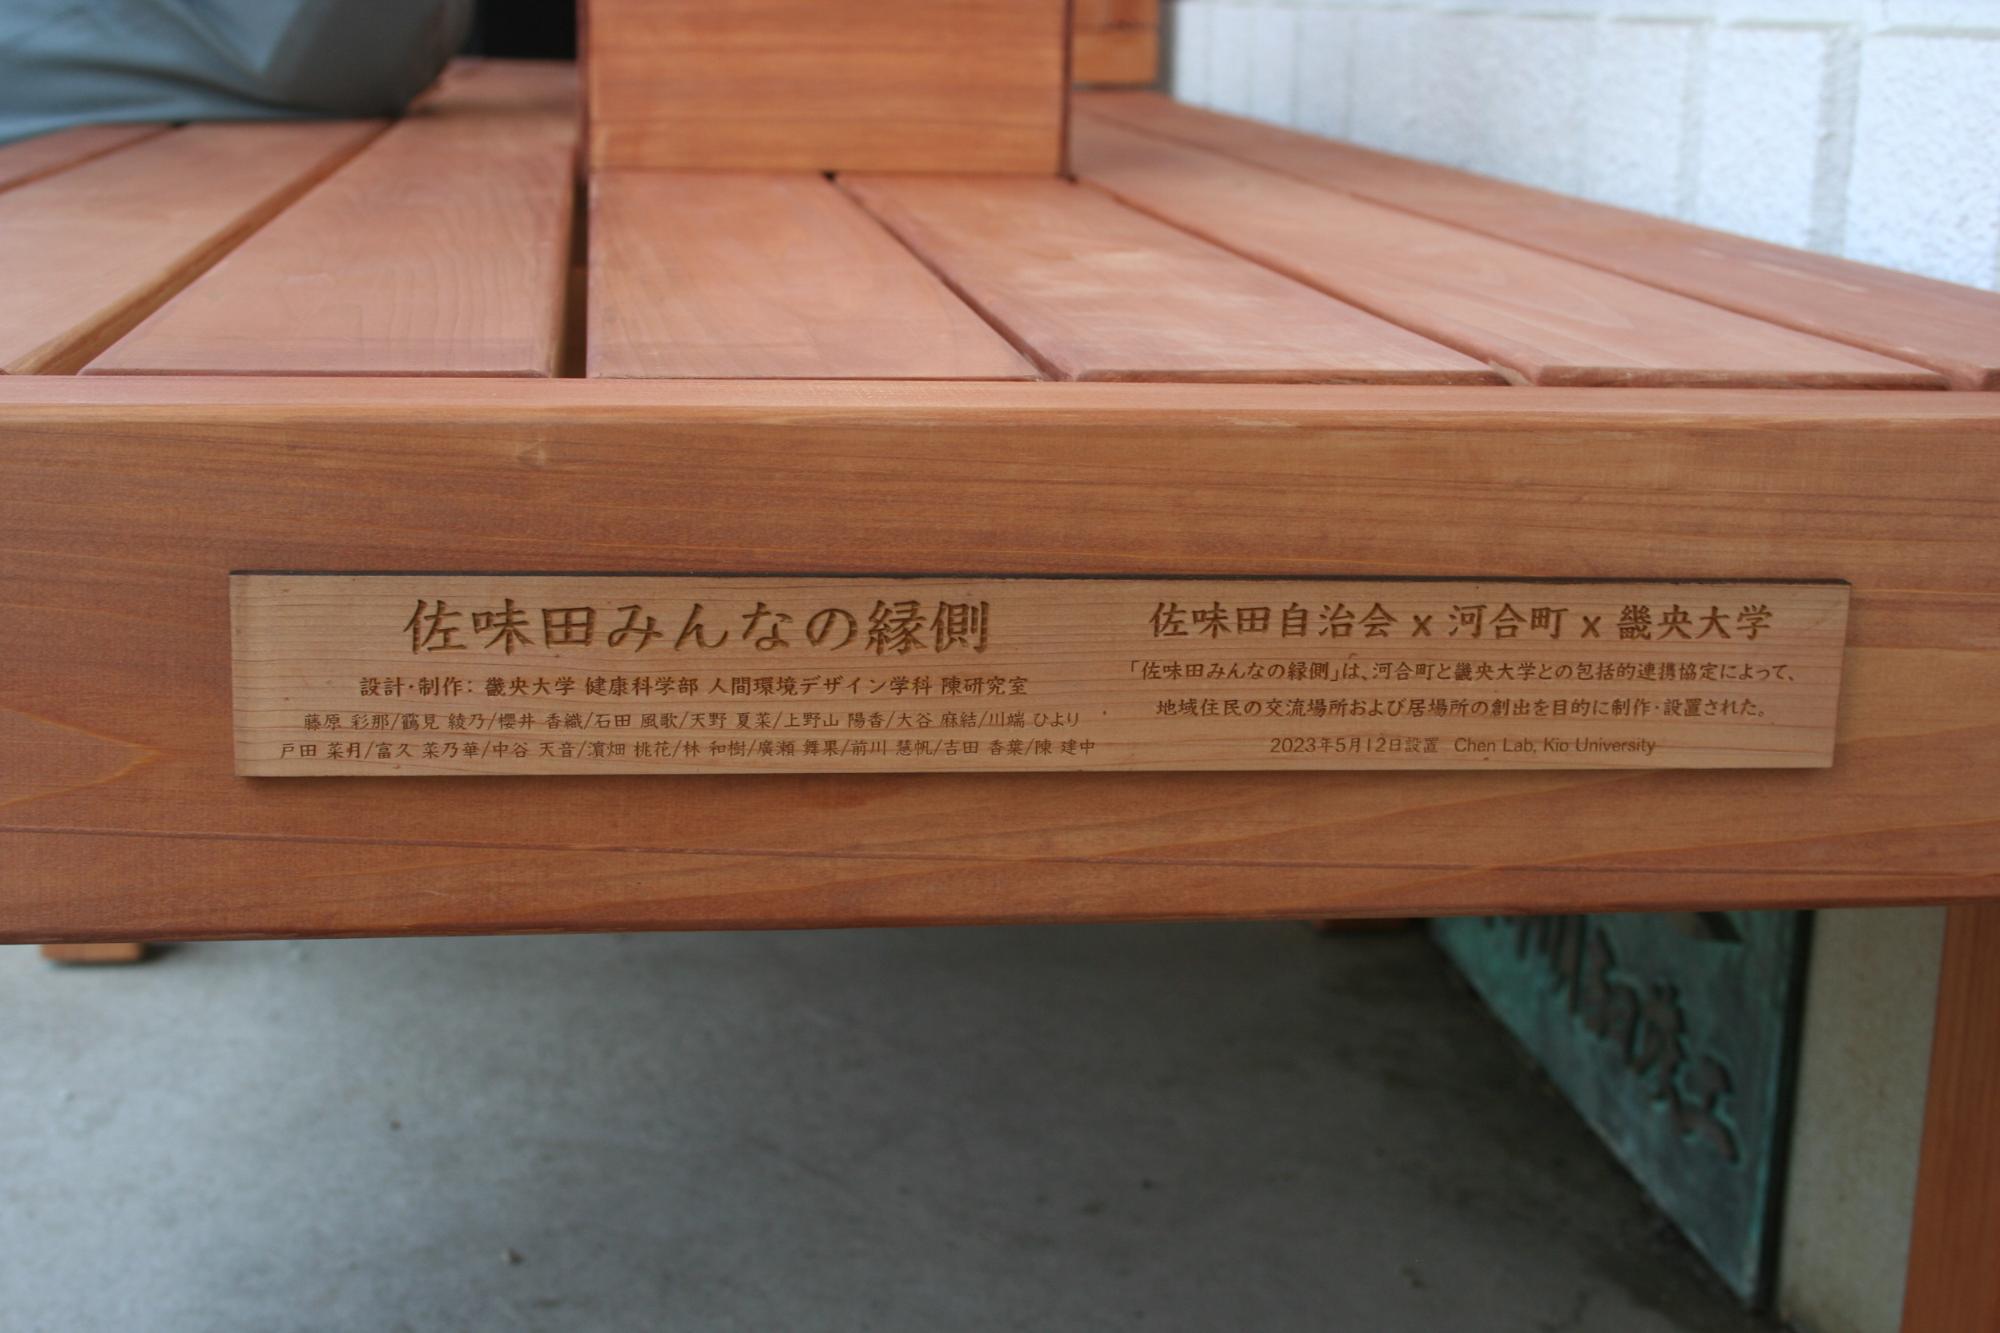 佐味田みんなの縁側
設計・制作： 畿央大学 健康科学部 人間環境デザイン学科 陳研究室
藤原 彩那/鶴見 綾乃/櫻井 香織/石田 風歌/天野 夏菜/上野山 陽香/大谷 麻結/川端 ひより
戸田 菜月/富久 菜乃華/中谷 天音/濵畑 桃花/林 和樹/廣瀬 舞果/前川 慧帆/吉田 香葉/陳 建中
佐味田自治会 x 河合町 x 畿央大学
「佐味田みんなの縁側」は、河合町と畿央大学との包括的連携協定によって、
地域住民の交流場所および居場所の創出を目的に制作・設置された。
2023年5月12日設置 Chen Lab, Kio University